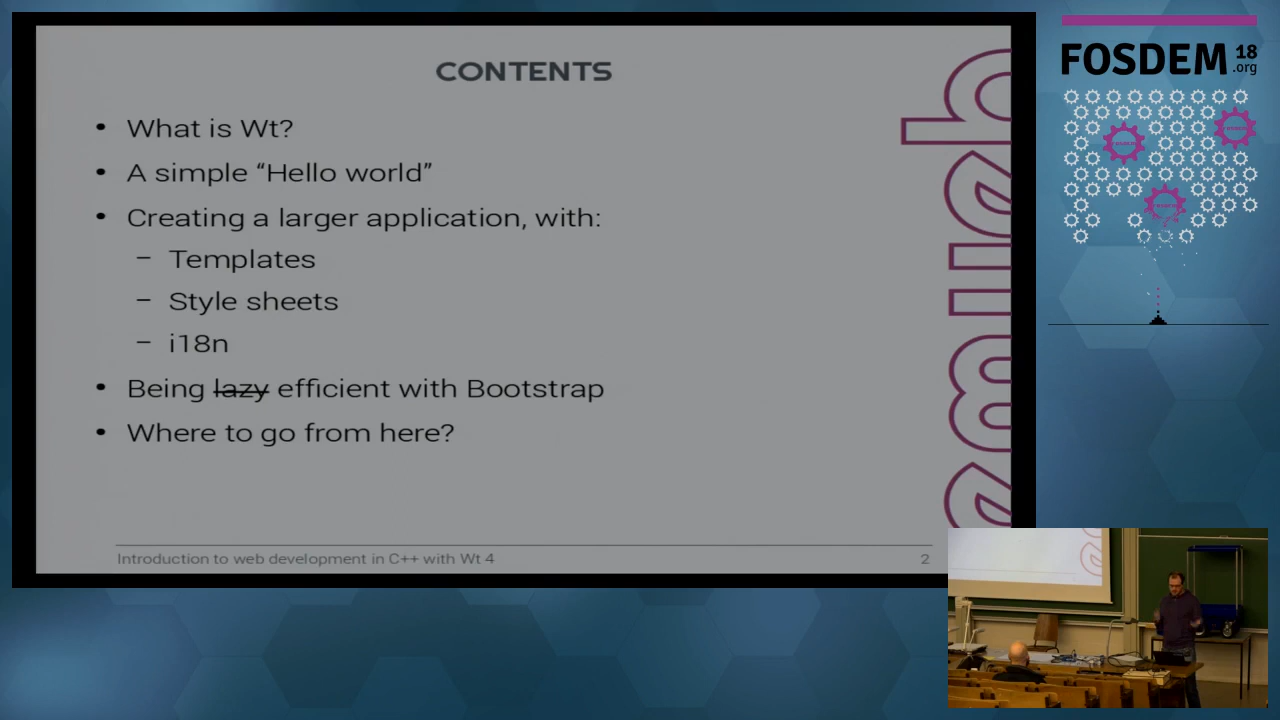 CONTENTS
• What is Wt?
• A simple “Hello world”
• Creating a larger application, with:
– Templates
– Style sheets
– i18n
• Being lazy efficient with Bootstrap
• Where to go from here?
Introduction to web development in C++ with Wt 4
2
FOSDEM 18
.org